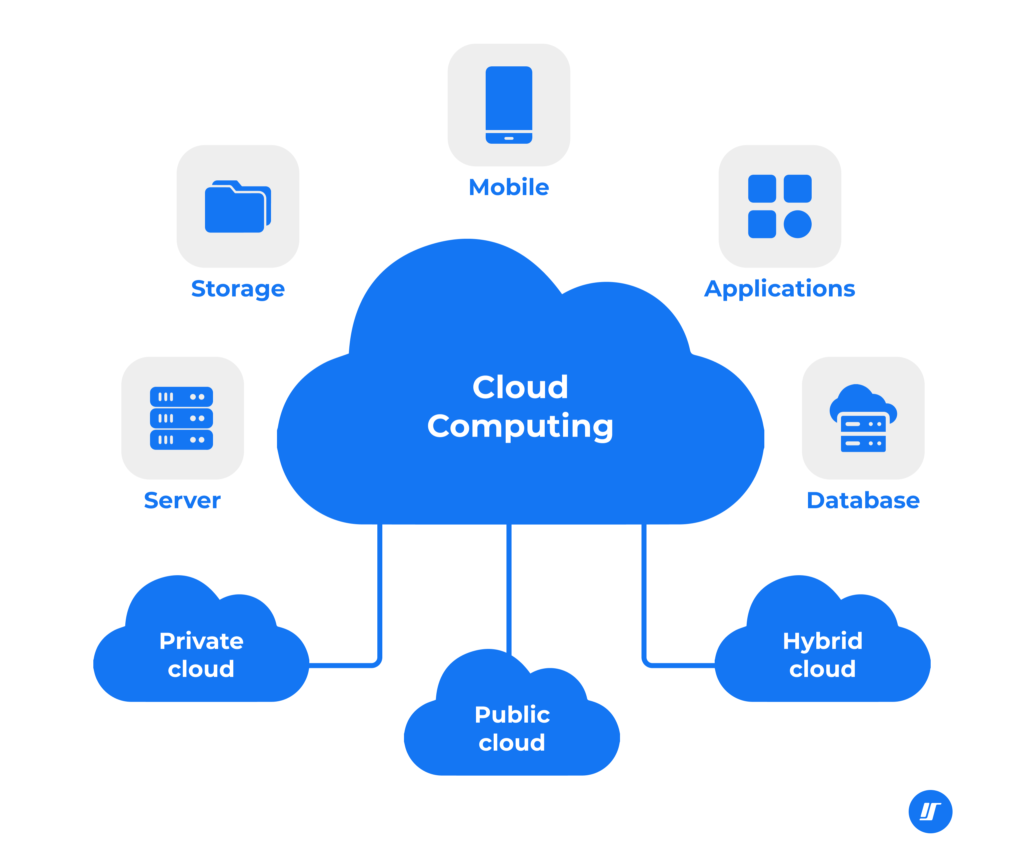 Mobile
Storage
Applications
Cloud
Computing
Server
Database
Private
cloud
Public
cloud
Hybrid
cloud